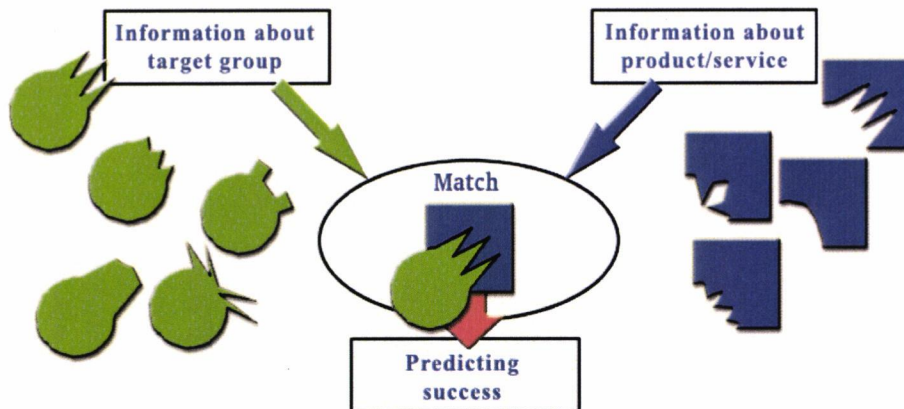 Information about
target group
Information about
product/service
Match
Predicting
success